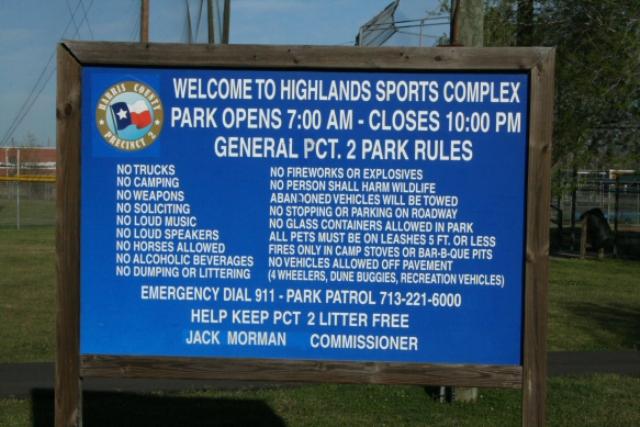 HARRIS COUNTY
PRECINCT 2
WELCOME TO HIGHLANDS SPORTS COMPLEX
PARK OPENS 7:00 AM - CLOSES 10:00 PM
GENERAL PCT. 2 PARK RULES
NO TRUCKS
NO CAMPING
NO WEAPONS
NO SOLICITING
NO LOUD MUSIC
NO LOUD SPEAKERS
NO HORSES ALLOWED
NO ALCOHOLIC BEVERAGES
NO DUMPING OR LITTERING
NO FIREWORKS OR EXPLOSIVES
NO PERSON SHALL HARM WILDLIFE
ABANDONED VEHICLES WILL BE TOWED
NO STOPPING OR PARKING ON ROADWAY
NO GLASS CONTAINERS ALLOWED IN PARK
ALL PETS MUST BE ON LEASHES 5 FT. OR LESS
FIRES ONLY IN CAMP STOVES OR BAR-B-QUE PITS
NO VEHICLES ALLOWED OFF PAVEMENT
(4 WHEELERS, DUNE BUGGIES, RECREATION VEHICLES)
EMERGENCY DIAL 911 - PARK PATROL 713-221-6000
HELP KEEP PCT 2 LITTER FREE
JACK MORMAN COMMISSIONER